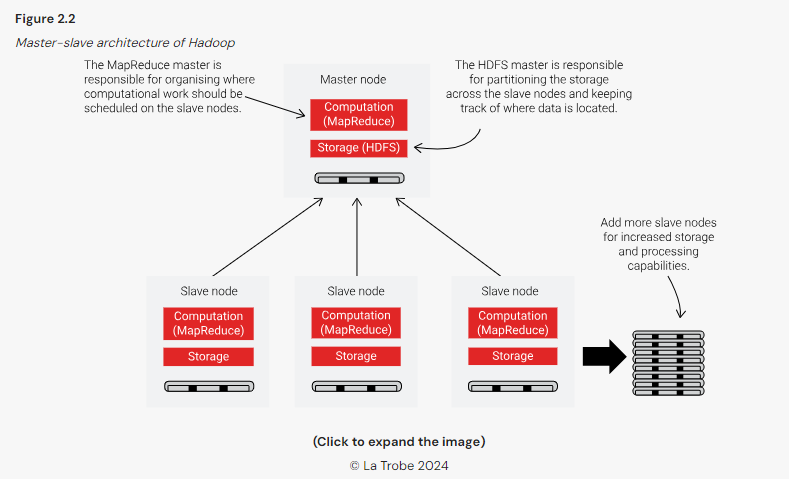 Figure 2.2
Master-slave architecture of Hadoop
The MapReduce master is
responsible for organising where
computational work should be
scheduled on the slave nodes.
Master node
Computation
(MapReduce)
Storage (HDFS)
The HDFS master is responsible
for partitioning the storage
across the slave nodes and keeping
track of where data is located.
Add more slave nodes
for increased storage
and processing
capabilities.
Slave node
Computation
(MapReduce)
Storage
Slave node
Computation
(MapReduce)
Storage
Slave node
Computation
(MapReduce)
Storage
(Click to expand the image)
© La Trobe 2024